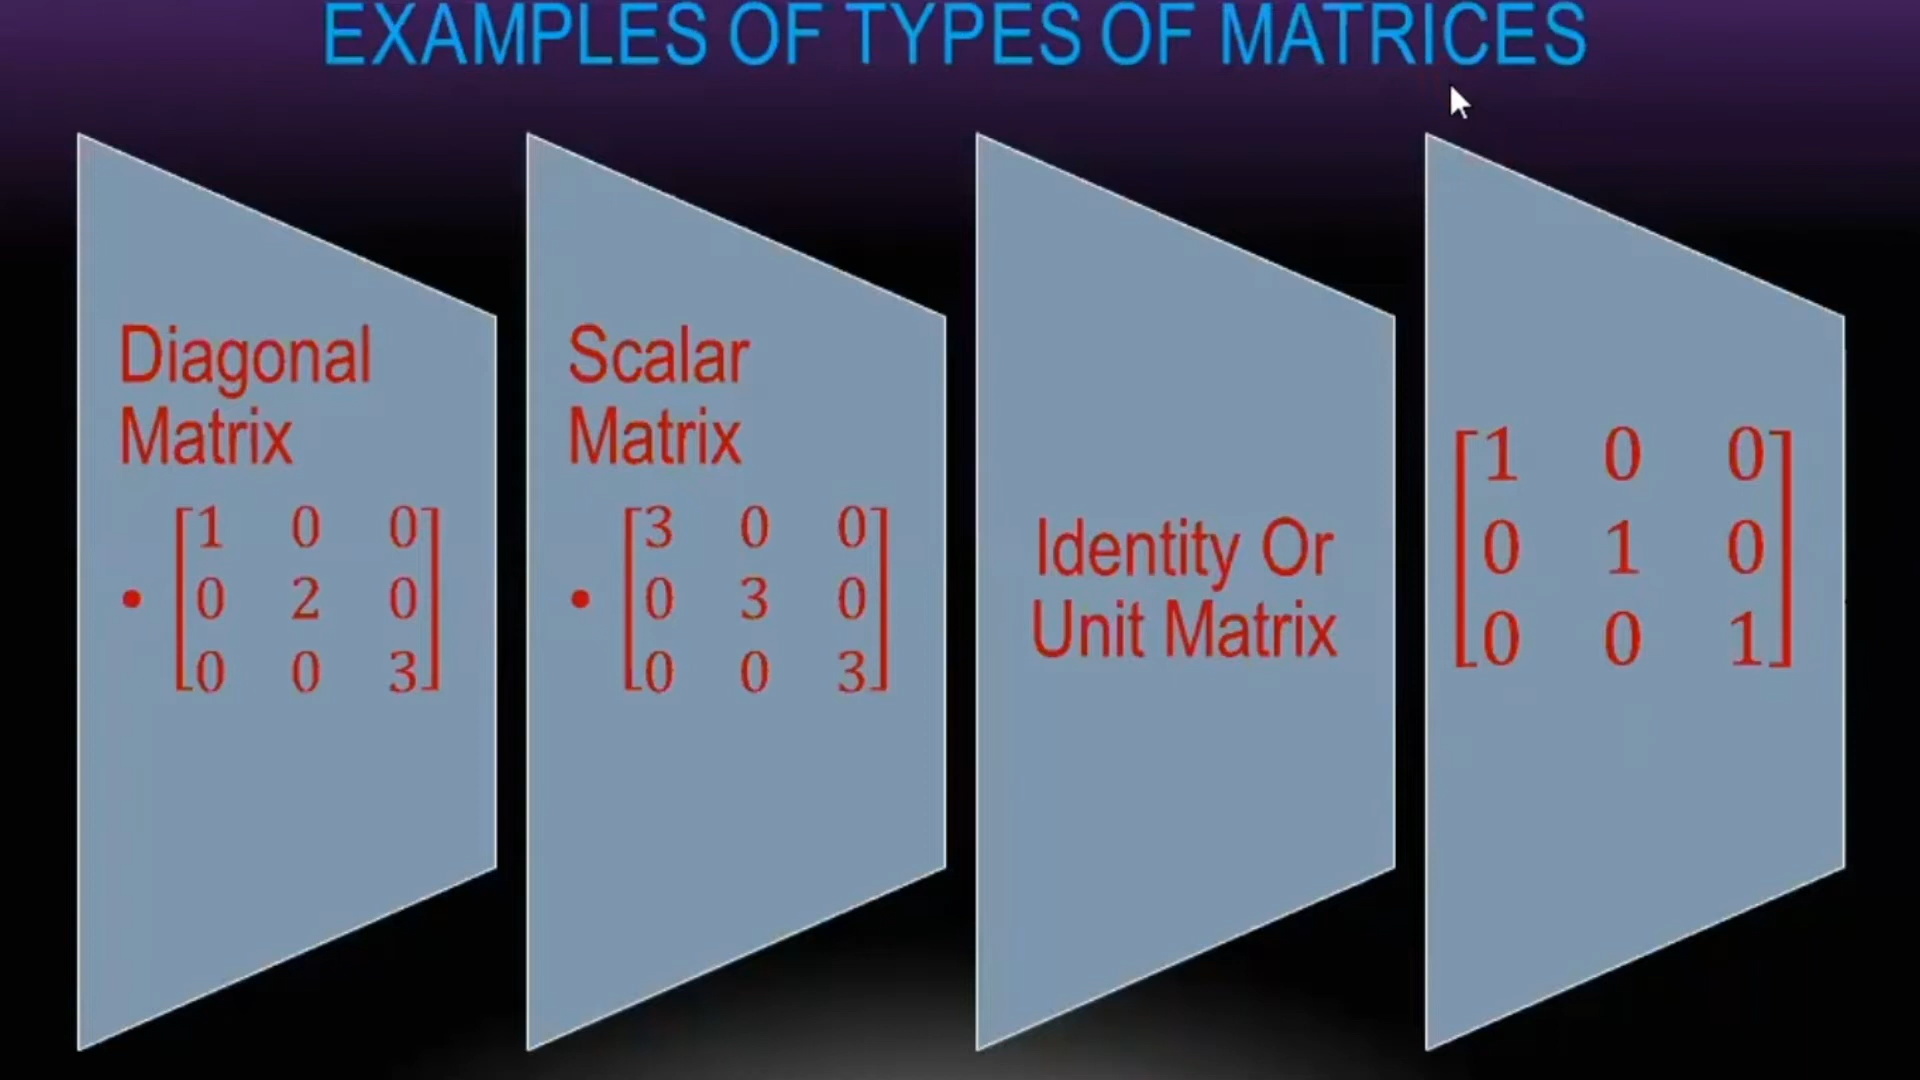 EXAMPLES OF TYPES OF MATRICES
Diagonal
Matrix
• [1 0 0]
[0 2 0]
[0 0 3]
Scalar
Matrix
• [3 0 0]
[0 3 0]
[0 0 3]
Identity Or
Unit Matrix
[1 0 0]
[0 1 0]
[0 0 1]